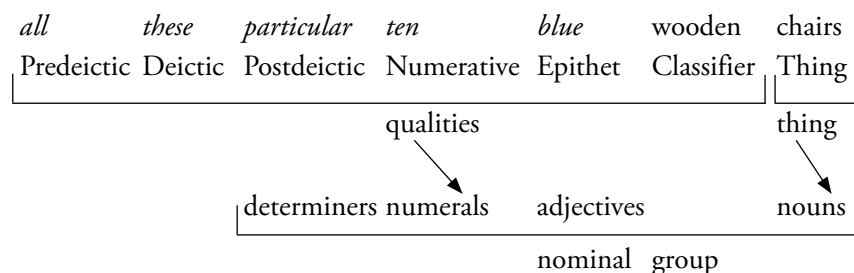 all these particular ten blue wooden chairs
Predeictic Deictic Postdeictic Numerative Epithet Classifier Thing
qualities thing
determiners numerals adjectives nouns
nominal group